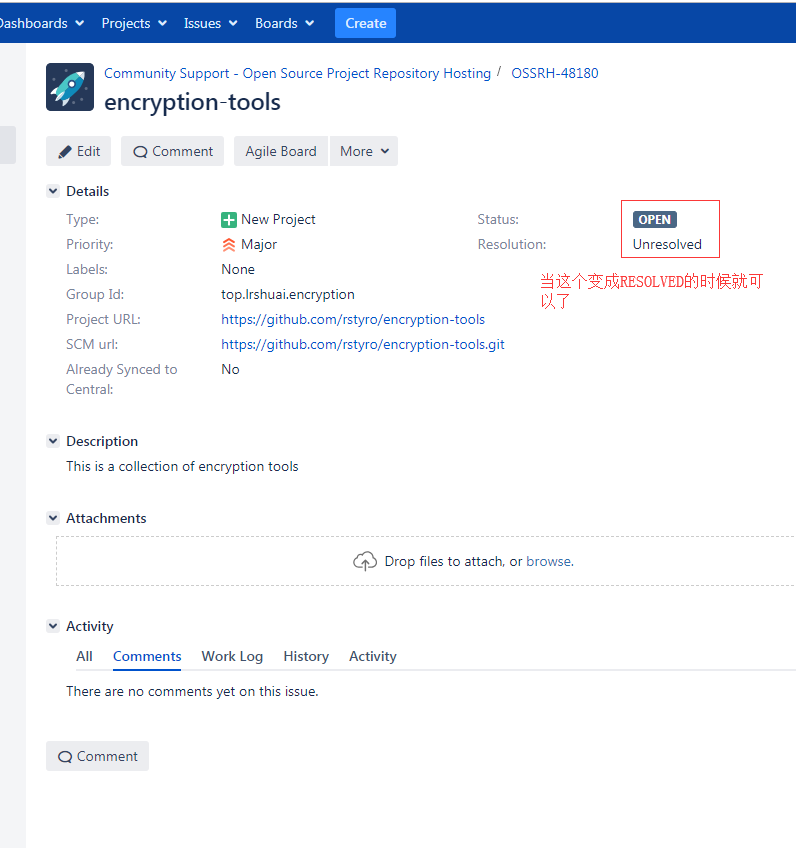 Dashboards Projects Issues Boards Create
Community Support - Open Source Project Repository Hosting / OSSRH-48180
encryption-tools
Edit Comment Agile Board More
Details
Type: New Project Status: OPEN
Priority: Major Resolution: Unresolved
Labels: None
Group Id: top.lrshuai.encryption
当这个变成RESOLVED的时候就可
以了
Project URL: https://github.com/rstyro/encryption-tools
SCM url: https://github.com/rstyro/encryption-tools.git
Already Synced to No
Central:
Description
This is a collection of encryption tools
Attachments
Drop files to attach, or browse.
Activity
All Comments Work Log History Activity
There are no comments yet on this issue.
Comment